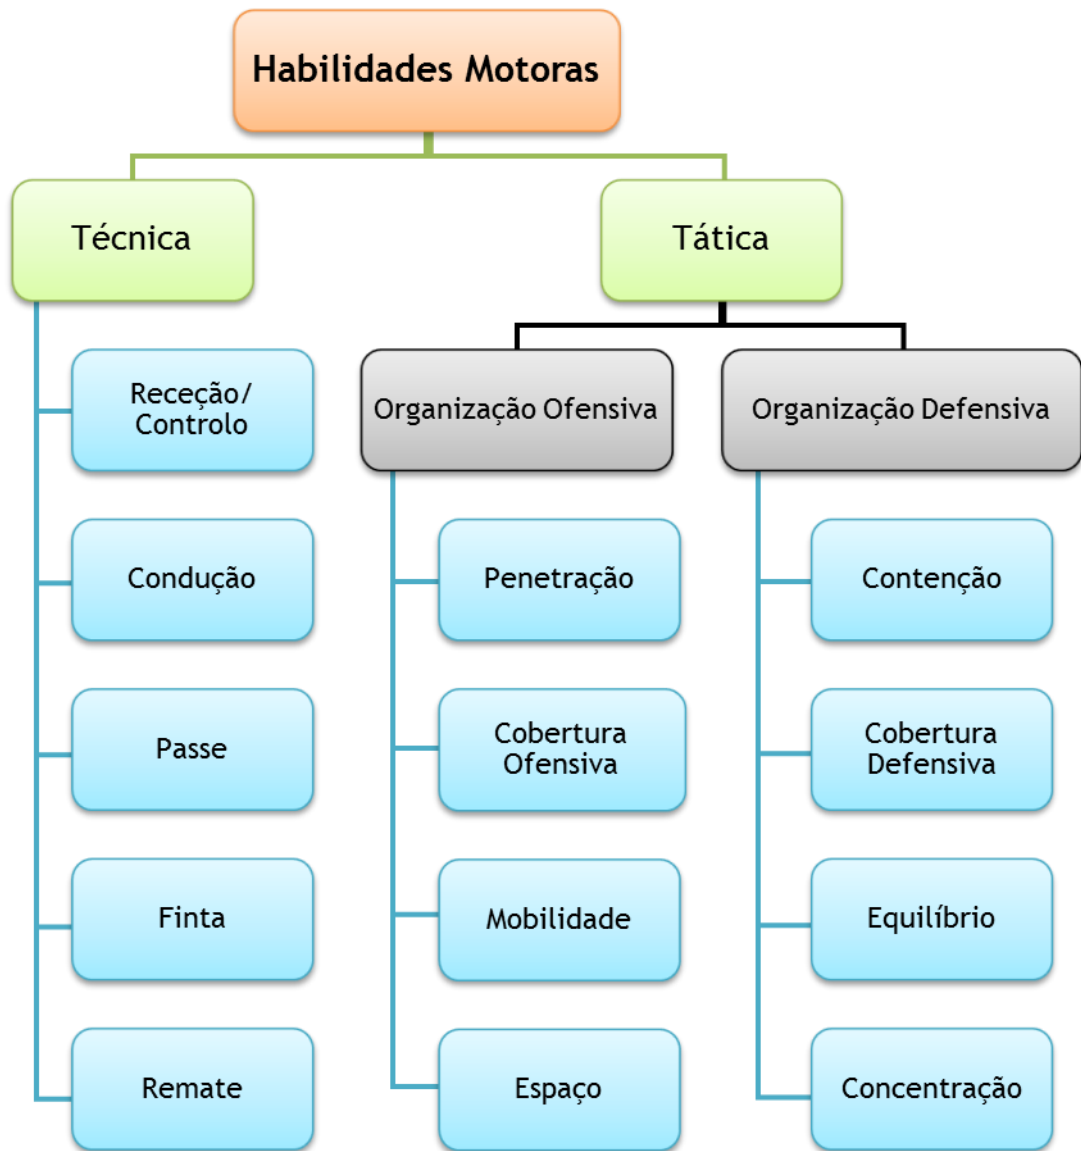 Habilidades Motoras
Técnica
Tática
Receção/
Controlo
Organização Ofensiva
Organização Defensiva
Condução
Penetração
Contenção
Passe
Cobertura
Ofensiva
Cobertura
Defensiva
Finta
Mobilidade
Equilíbrio
Remate
Espaço
Concentração